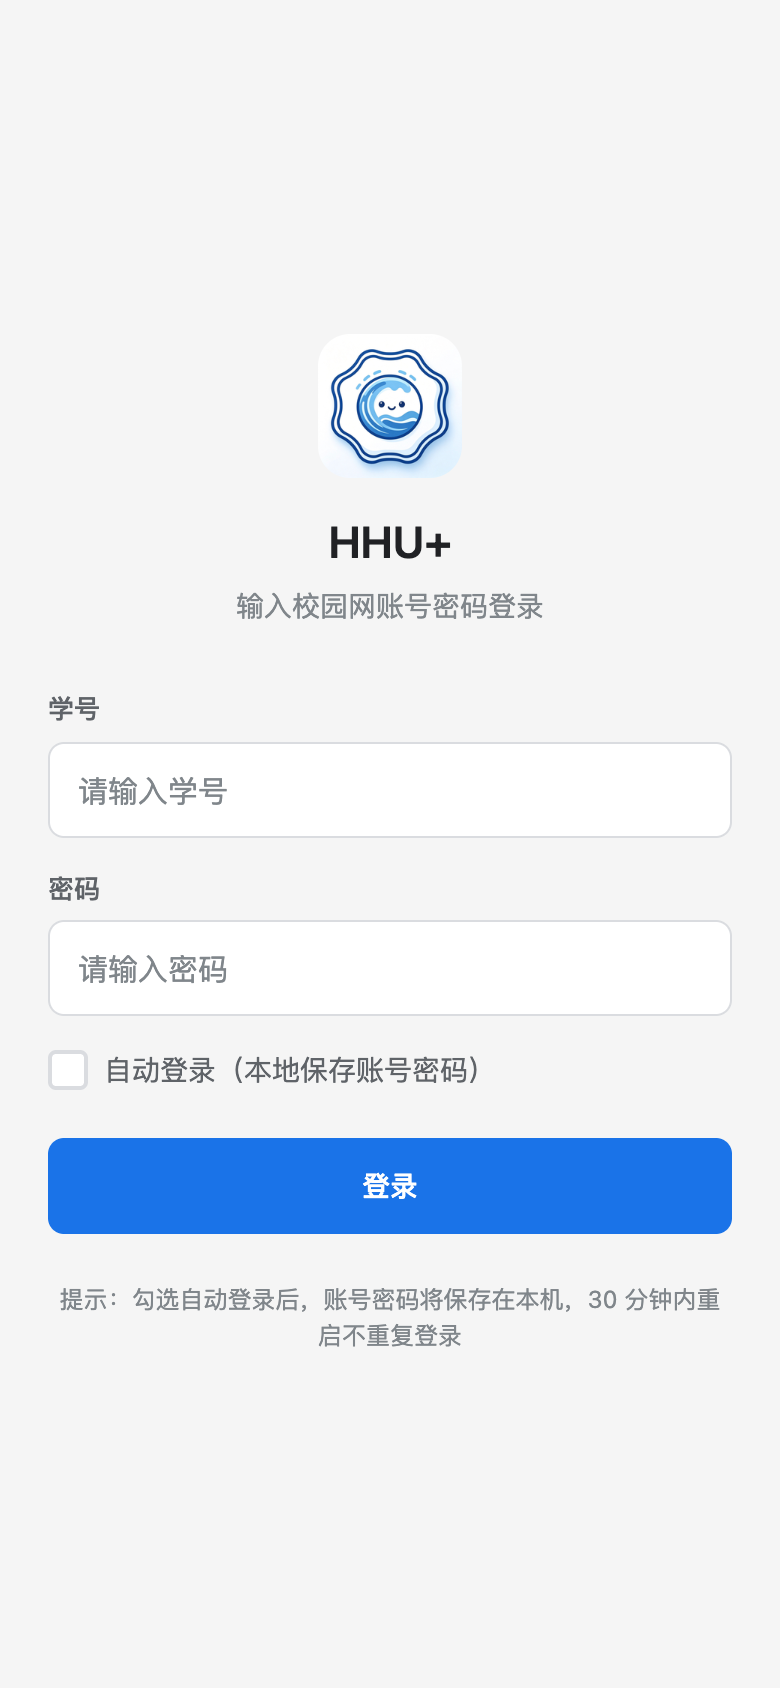 HHU+
输入校园网账号密码登录
学号
请输入学号
密码
请输入密码
自动登录（本地保存账号密码）
登录
提示：勾选自动登录后，账号密码将保存在本机，30 分钟内重
启不重复登录